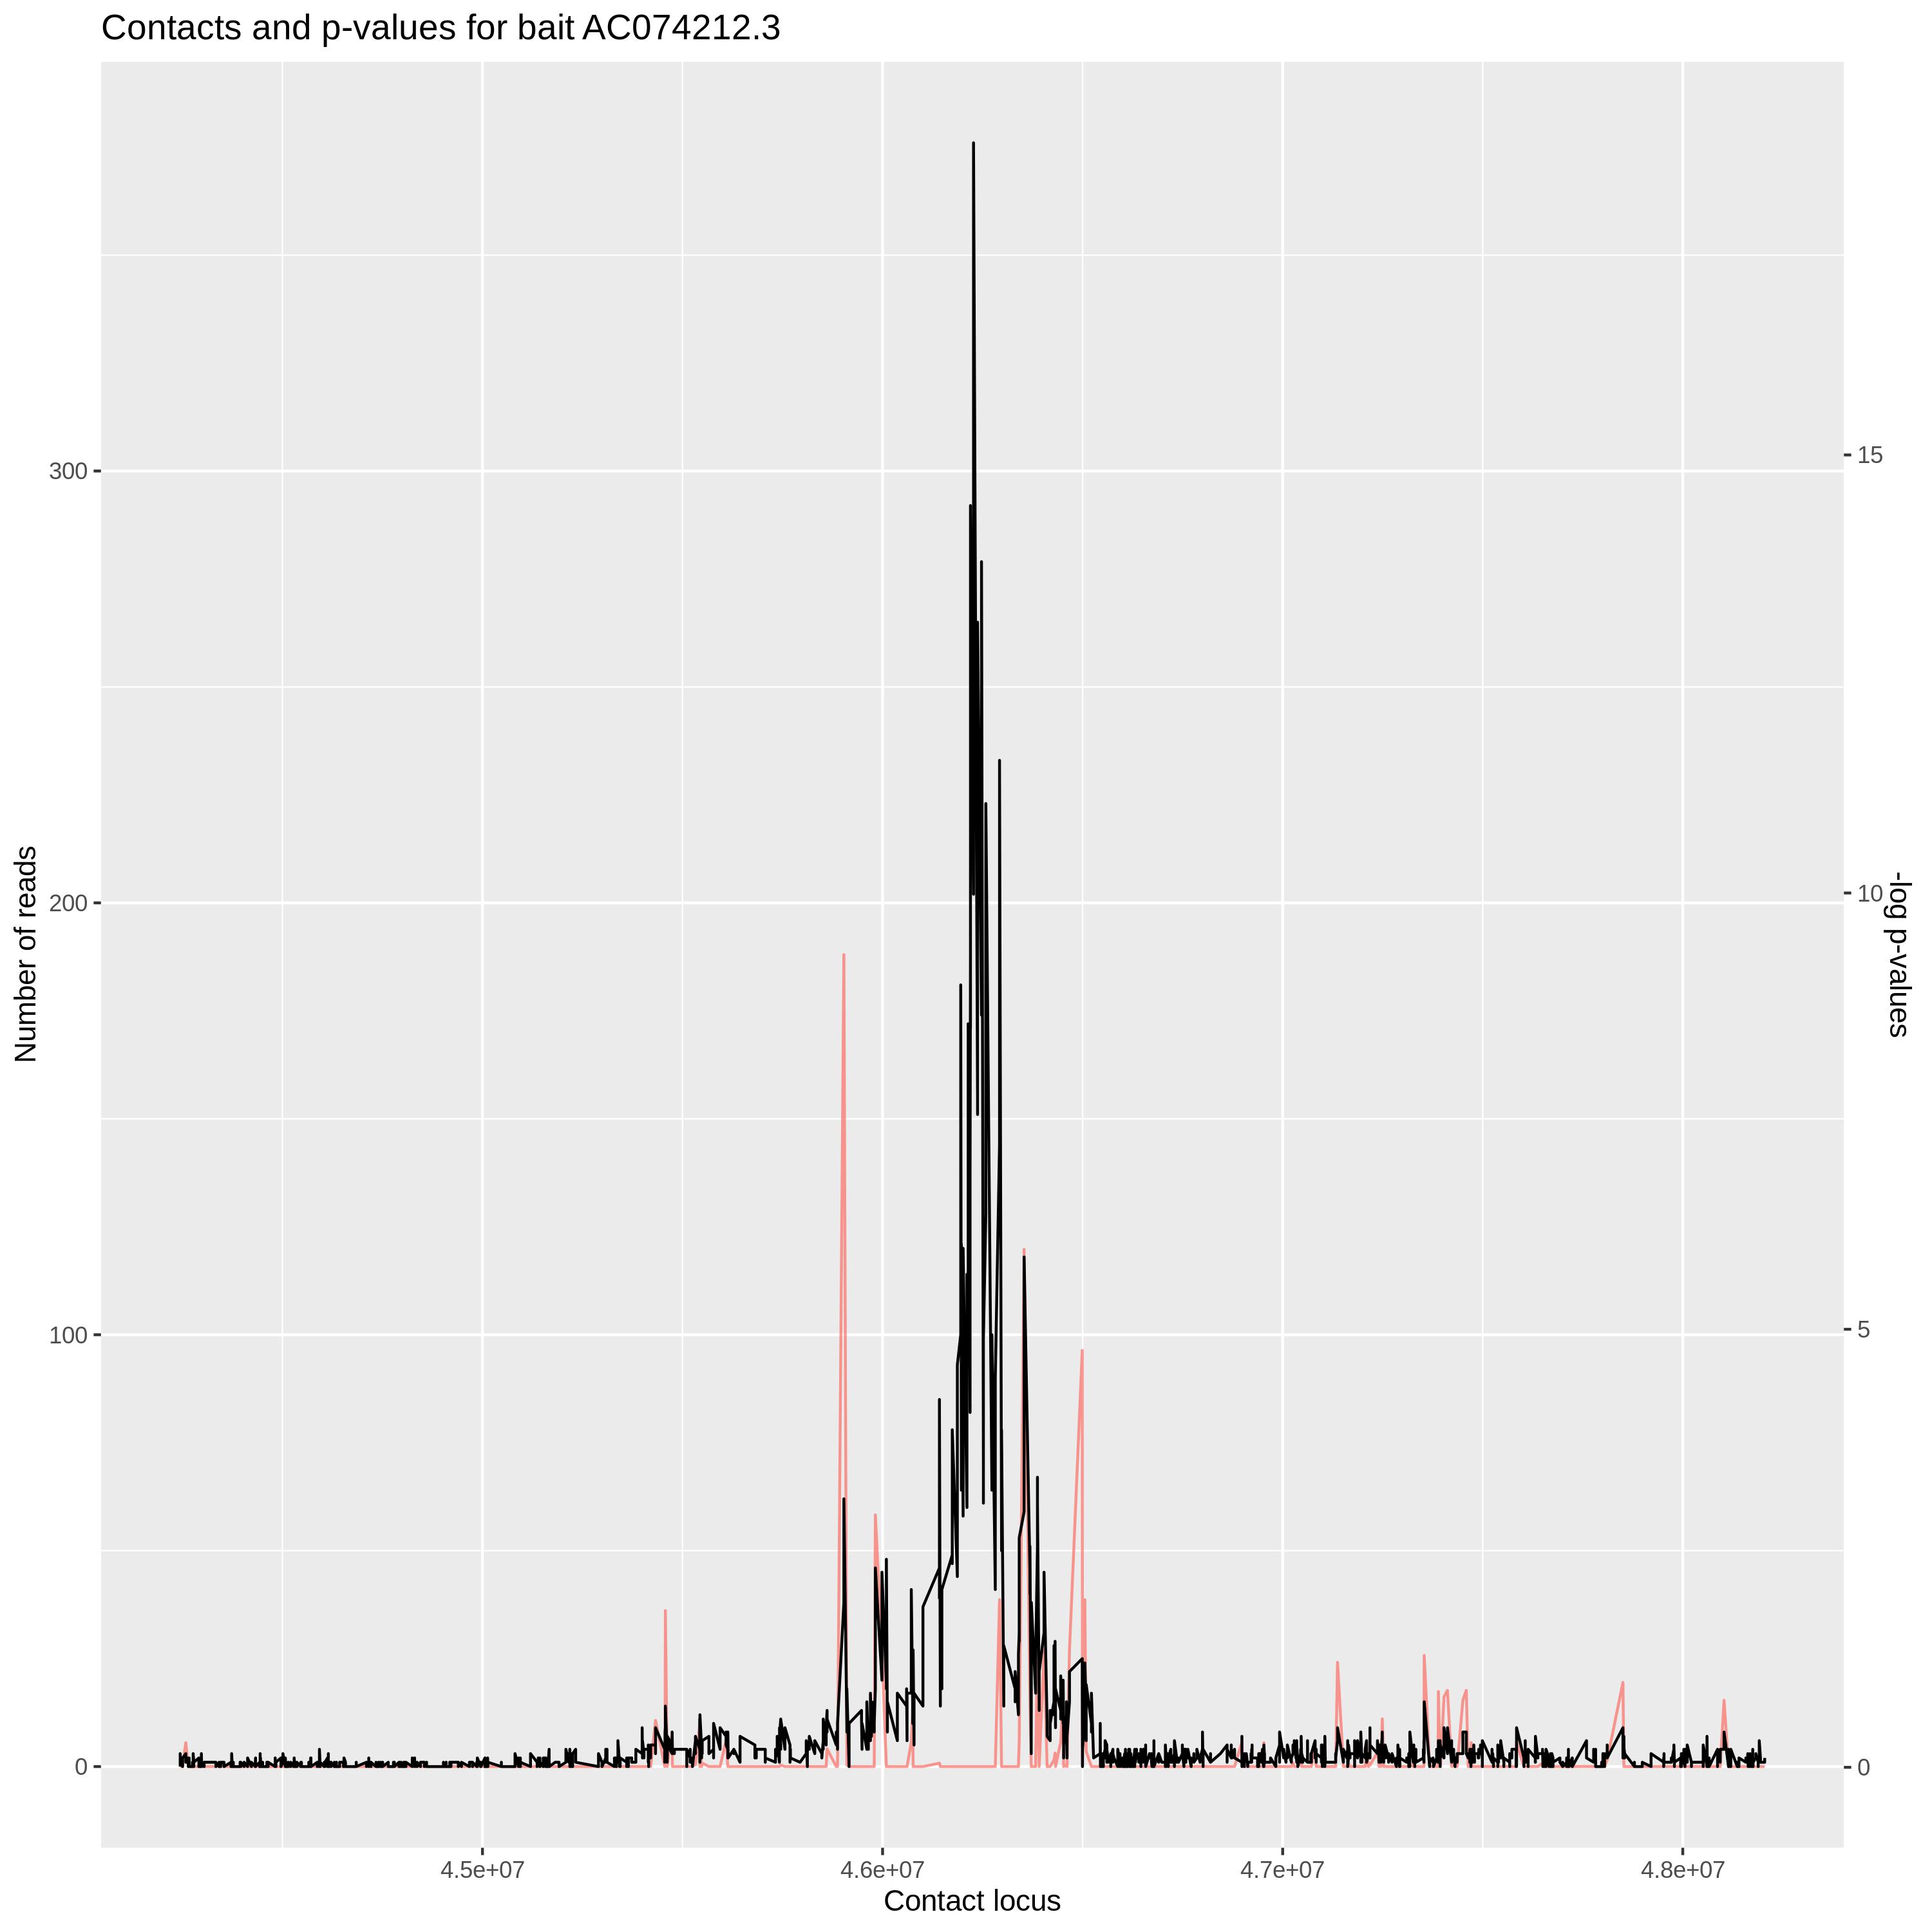 Contacts and p-values for bait AC074212.3
Number of reads
300
200
100
0
15
10
5
0
-log p-values
4.5e+07 4.6e+07 4.7e+07 4.8e+07
Contact locus